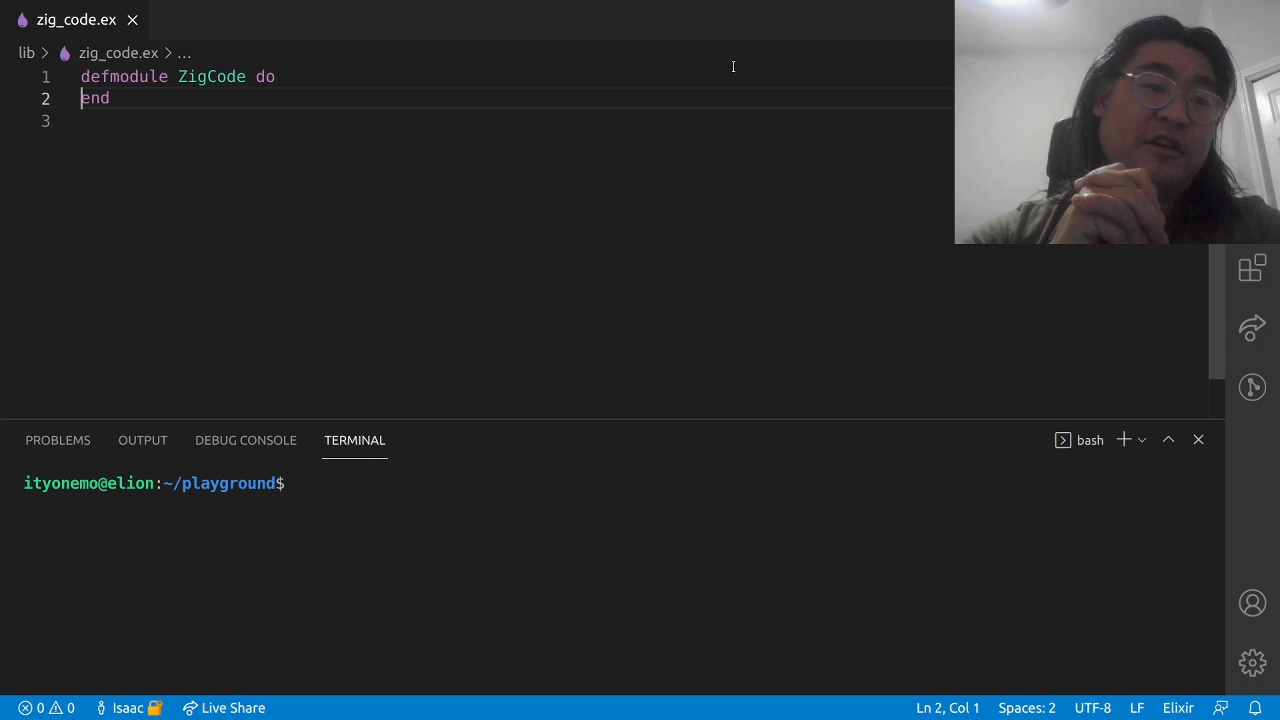 zig_code.ex
lib > zig_code.ex > ...
1 defmodule ZigCode do
2 end
3
PROBLEMS OUTPUT DEBUG CONSOLE TERMINAL bash
ityonemo@elion:~/playground$
0 0 Isaac Live Share Ln 2, Col 1 Spaces: 2 UTF-8 LF Elixir